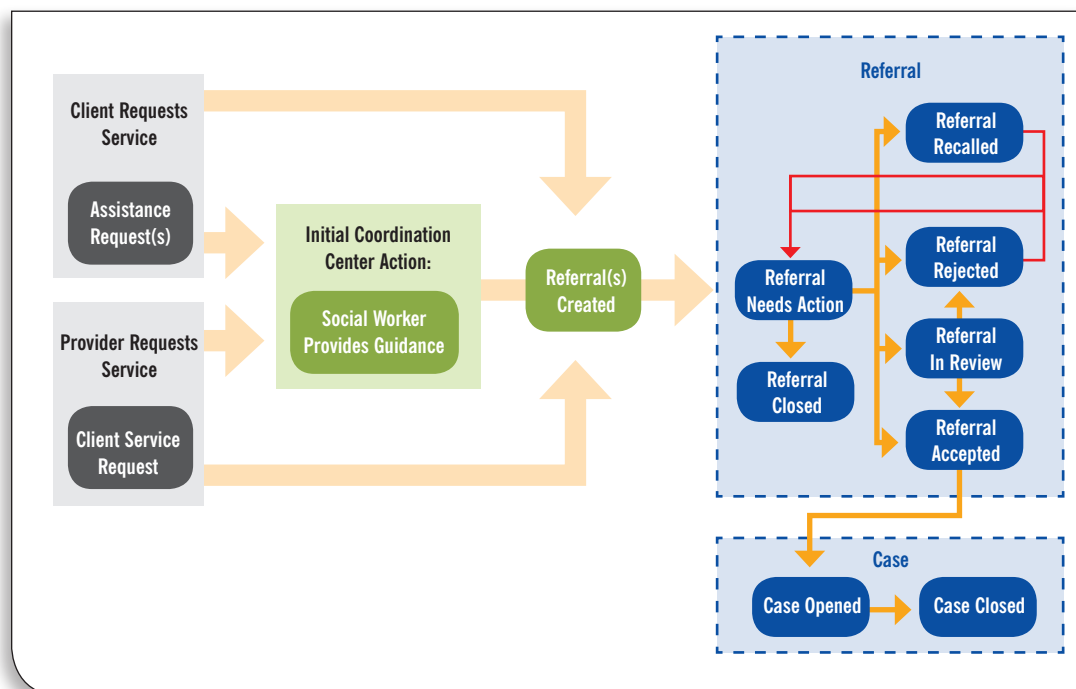 Client Requests
Service
Assistance
Request(s)
Provider Requests
Service
Client Service
Request
Initial Coordination
Center Action:
Social Worker
Provides Guidance
Referral(s)
Created
Referral
Referral
Recalled
Referral
Rejected
Referral
Needs Action
Referral
In Review
Referral
Closed
Referral
Accepted
Case
Case Opened
Case Closed